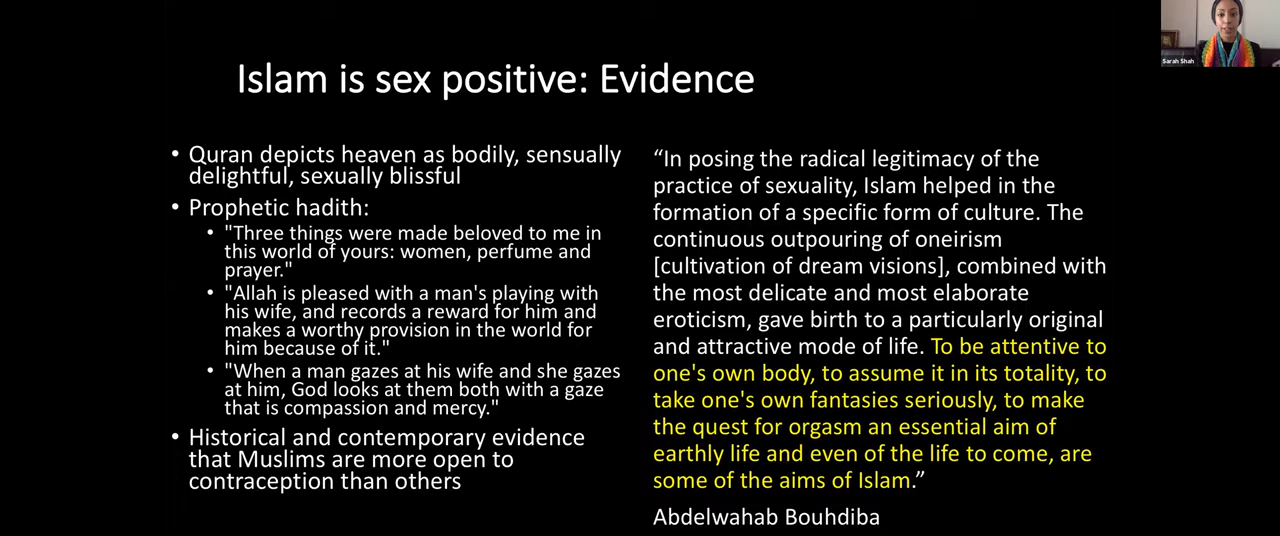 Islam is sex positive: Evidence
• Quran depicts heaven as bodily, sensually
delightful, sexually blissful
• Prophetic hadith:
• "Three things were made beloved to me in
this world of yours: women, perfume and
prayer."
• "Allah is pleased with a man's playing with
his wife, and records a reward for him and
makes a worthy provision in the world for
him because of it."
• "When a man gazes at his wife and she gazes
at him, God looks at them both with a gaze
that is compassion and mercy."
• Historical and contemporary evidence
that Muslims are more open to
contraception than others
“In posing the radical legitimacy of the
practice of sexuality, Islam helped in the
formation of a specific form of culture. The
continuous outpouring of oneirism
[cultivation of dream visions], combined with
the most delicate and most elaborate
eroticism, gave birth to a particularly original
and attractive mode of life. To be attentive to
one's own body, to assume it in its totality, to
take one's own fantasies seriously, to make
the quest for orgasm an essential aim of
earthly life and even of the life to come, are
some of the aims of Islam.”
Abdelwahab Bouhdiba
Sarah Shah